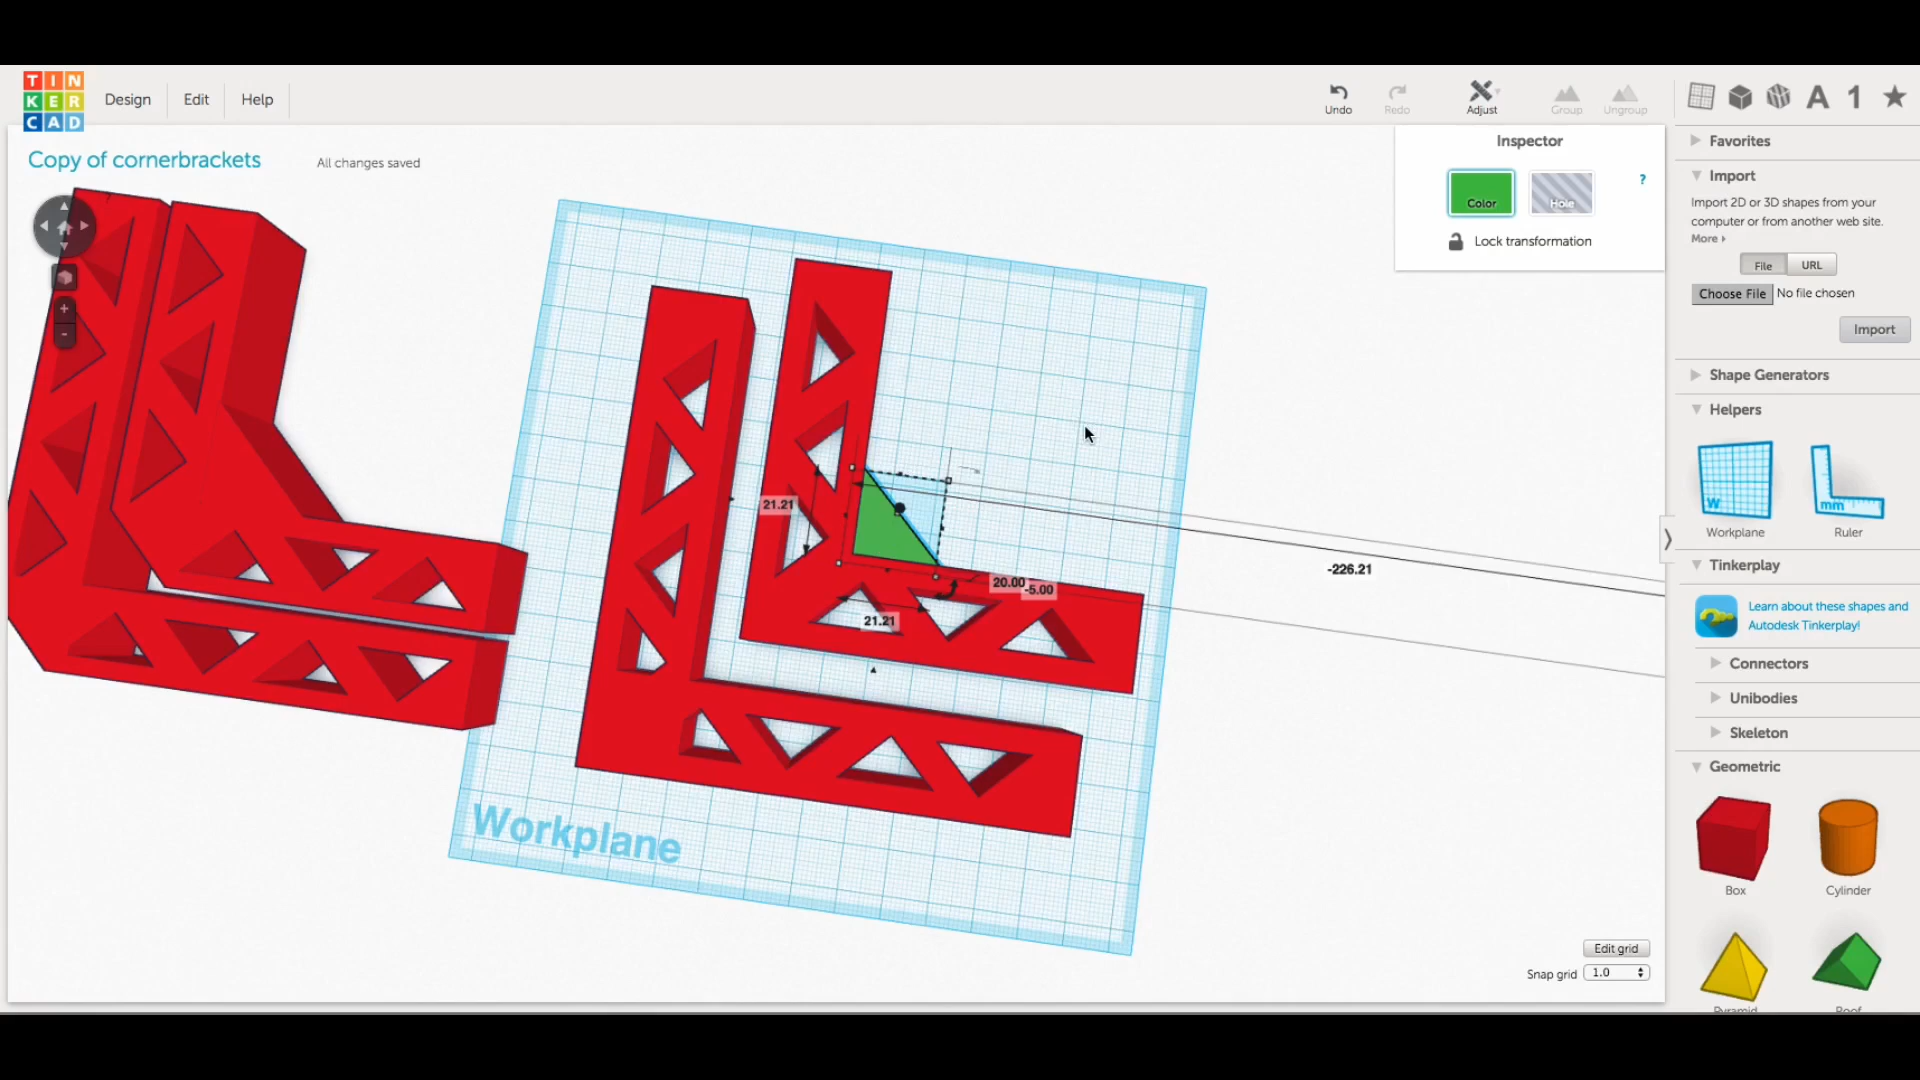 TIN
KER
CAD
Design
Edit
Help
Undo
Redo
Adjust
Group
Ungroup
A
1
Copy of cornerbrackets
All changes saved
Inspector
Color
Hole
?
Lock transformation
Favorites
Import
Import 2D or 3D shapes from your
computer or from another web site.
More
File
URL
Choose File
No file chosen
Import
Shape Generators
Helpers
W
mm
Workplane
Ruler
Tinkerplay
Learn about these shapes and
Autodesk Tinkerplay!
Connectors
Unibodies
Skeleton
Geometric
Box
Cylinder
Pyramid
Roof
+
-
21.21
20.00
-5.00
21.21
-226.21
Workplane
Edit grid
Snap grid
1.0